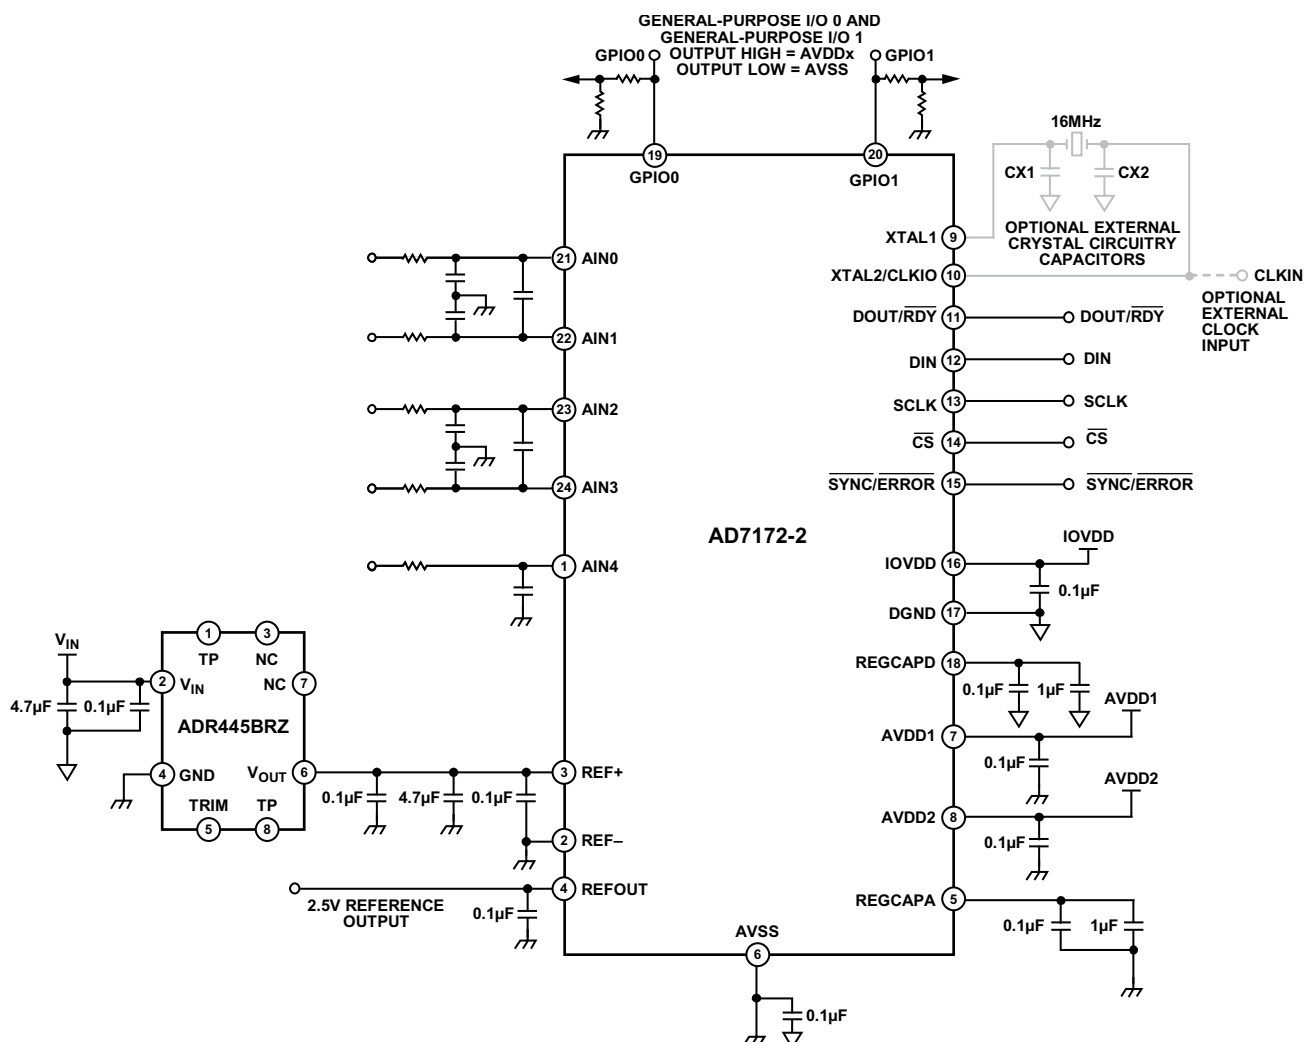 GENERAL-PURPOSE I/O 0 AND
GENERAL-PURPOSE I/O 1
OUTPUT HIGH = AVDDx
OUTPUT LOW = AVSS
GPIO0
GPIO1
19
GPIO0
20
GPIO1
16MHz
CX1
CX2
OPTIONAL EXTERNAL
CRYSTAL CIRCUITRY
CAPACITORS
XTAL1 9
XTAL2/CLKIO 10
CLKIN
OPTIONAL
EXTERNAL
CLOCK
INPUT
21 AIN0
22 AIN1
23 AIN2
24 AIN3
1 AIN4
DOUT/RDY 11 DOUT/RDY
DIN 12 DIN
SCLK 13 SCLK
CS 14 CS
SYNC/ERROR 15 SYNC/ERROR
AD7172-2
IOVDD
IOVDD 16
0.1µF
DGND 17
REGCAPD 18
0.1µF 1µF
AVDD1
AVDD1 7
0.1µF
AVDD2
AVDD2 8
0.1µF
REGCAPA 5
0.1µF 1µF
VIN
4.7µF 0.1µF
1
TP
3
NC
2 VIN
NC 7
ADR445BRZ
4 GND
VOUT 6
TRIM
5
TP
8
0.1µF 4.7µF 0.1µF
3 REF+
2 REF–
4 REFOUT
2.5V REFERENCE
OUTPUT
0.1µF
AVSS
6
0.1µF